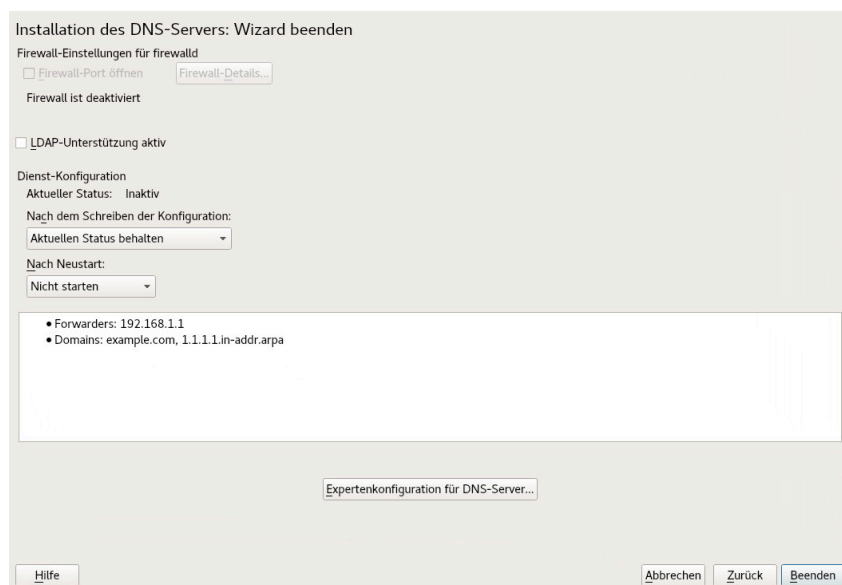 Installation des DNS-Servers: Wizard beenden
Firewall-Einstellungen für firewalld
Firewall-Port öffnen Firewall-Details...
Firewall ist deaktiviert
LDAP-Unterstützung aktiv
Dienst-Konfiguration
Aktueller Status: Inaktiv
Nach dem Schreiben der Konfiguration:
Aktuellen Status behalten
Nach Neustart:
Nicht starten
• Forwarders: 192.168.1.1
• Domains: example.com, 1.1.1.1.in-addr.arpa
Expertenkonfiguration für DNS-Server...
Hilfe Abbrechen Zurück Beenden